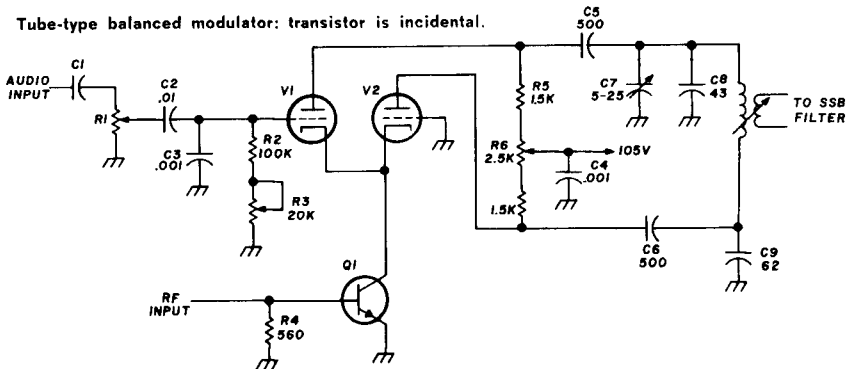 Tube-type balanced modulator: transistor is incidental.
AUDIO
INPUT
C1
R1
C2
.01
C3
.001
R2
100K
R3
20K
V1
V2
RF
INPUT
R4
560
Q1
R5
1.5K
R6
2.5K
1.5K
C4
.001
105V
C5
500
C6
500
C7
5-25
C8
43
C9
62
TO SSB
FILTER